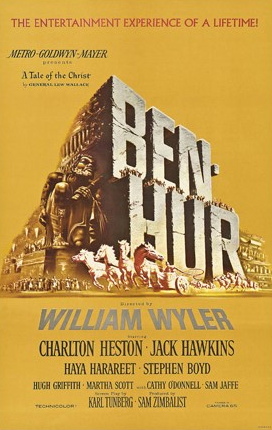 THE ENTERTAINMENT EXPERIENCE OF A LIFETIME!
METRO-GOLDWYN-MAYER
presents
A Tale of the Christ
by GENERAL LEW WALLACE
BEN-
HUR
Directed by
WILLIAM WYLER
Starring
CHARLTON HESTON · JACK HAWKINS
HAYA HARAREET · STEPHEN BOYD
HUGH GRIFFITH · MARTHA SCOTT with CATHY O'DONNELL · SAM JAFFE
Screen Play by
Produced by
KARL TUNBERG · SAM ZIMBALIST
TECHNICOLOR®
CAMERA 65